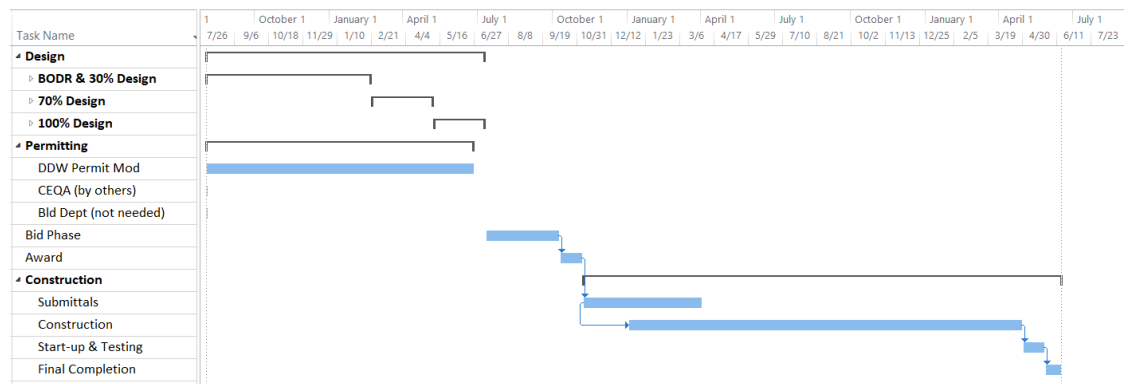 1 October 1 January 1 April 1 July 1 October 1 January 1 April 1 July 1 October 1 January 1 April 1 July 1
Task Name 7/26 9/6 10/18 11/29 1/10 2/21 4/4 5/16 6/27 8/8 9/19 10/31 12/12 1/23 3/6 4/17 5/29 7/10 8/21 10/2 11/13 12/25 2/5 3/19 4/30 6/11 7/23
Design
BODR & 30% Design
70% Design
100% Design
Permitting
DDW Permit Mod
CEQA (by others)
Bld Dept (not needed)
Bid Phase
Award
Construction
Submittals
Construction
Start-up & Testing
Final Completion